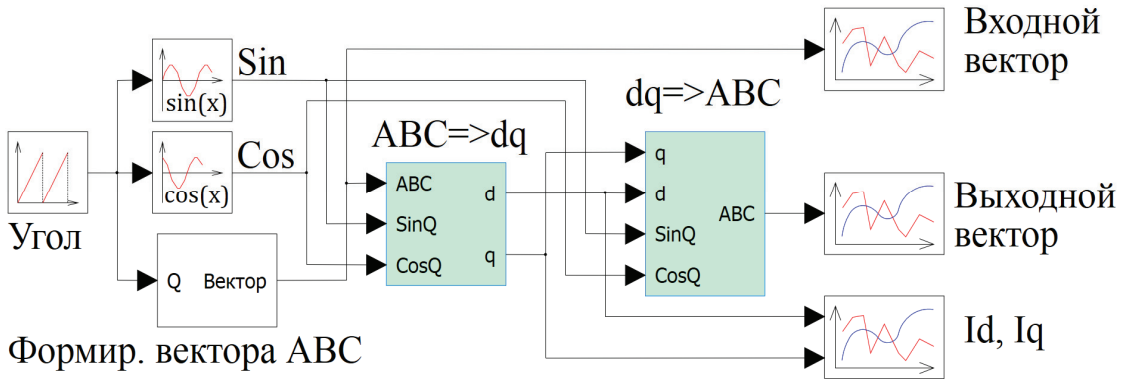 Sin
sin(x)
Cos
cos(x)
Угол
Q Вектор
Формир. вектора ABC
ABC=>dq
ABC
SinQ
CosQ
d
q
dq=>ABC
q
d
SinQ
CosQ
ABC
Входной
вектор
Выходной
вектор
Id, Iq